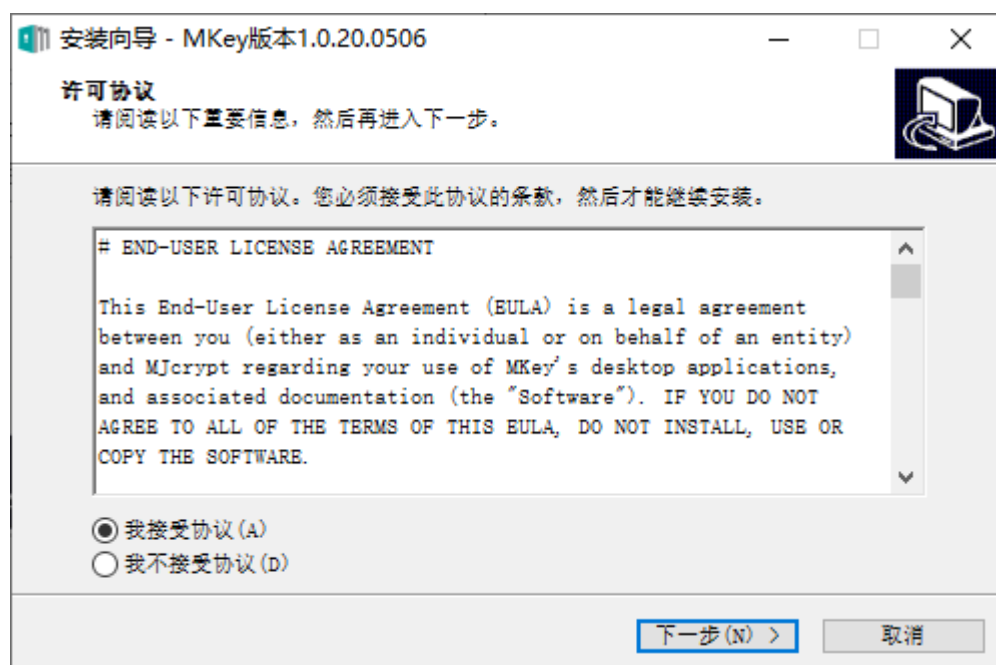 安装向导 - MKey版本1.0.20.0506
许可协议
请阅读以下重要信息，然后再进入下一步。
请阅读以下许可协议。您必须接受此协议的条款，然后才能继续安装。
# END-USER LICENSE AGREEMENT
This End-User License Agreement (EULA) is a legal agreement
between you (either as an individual or on behalf of an entity)
and MJcrypt regarding your use of MKey's desktop applications,
and associated documentation (the "Software"). IF YOU DO NOT
AGREE TO ALL OF THE TERMS OF THIS EULA, DO NOT INSTALL, USE OR
COPY THE SOFTWARE.
我接受协议(A)
我不接受协议(D)
下一步(N) >
取消